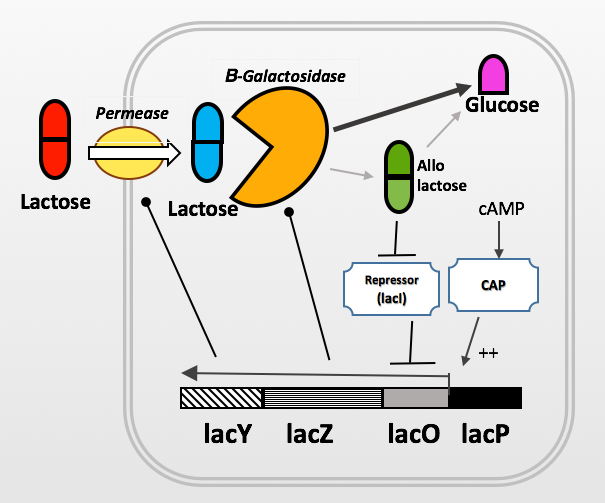 B-Galactosidase
Permease
Glucose
Lactose
Lactose
Allo
lactose
cAMP
Repressor
(lacI)
CAP
++
lacY
lacZ
lacO
lacP